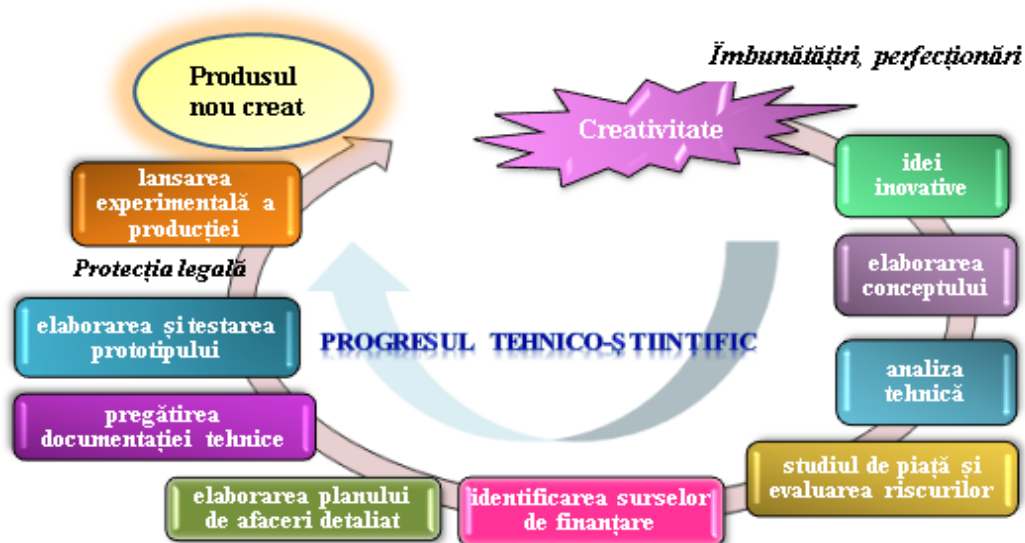 Îmbunătățiri, perfecționări
Produsul
nou creat
Creativitate
idei
inovative
elaborarea
conceptului
analiza
tehnică
studiul de piață și
evaluarea riscurilor
identificarea surselor
de finanțare
elaborarea planului
de afaceri detaliat
pregătirea
documentației tehnice
elaborarea și testarea
prototipului
Protecția legală
lansarea
experimentală a
producției
PROGRESUL TEHNICO-ȘTIINȚIFIC